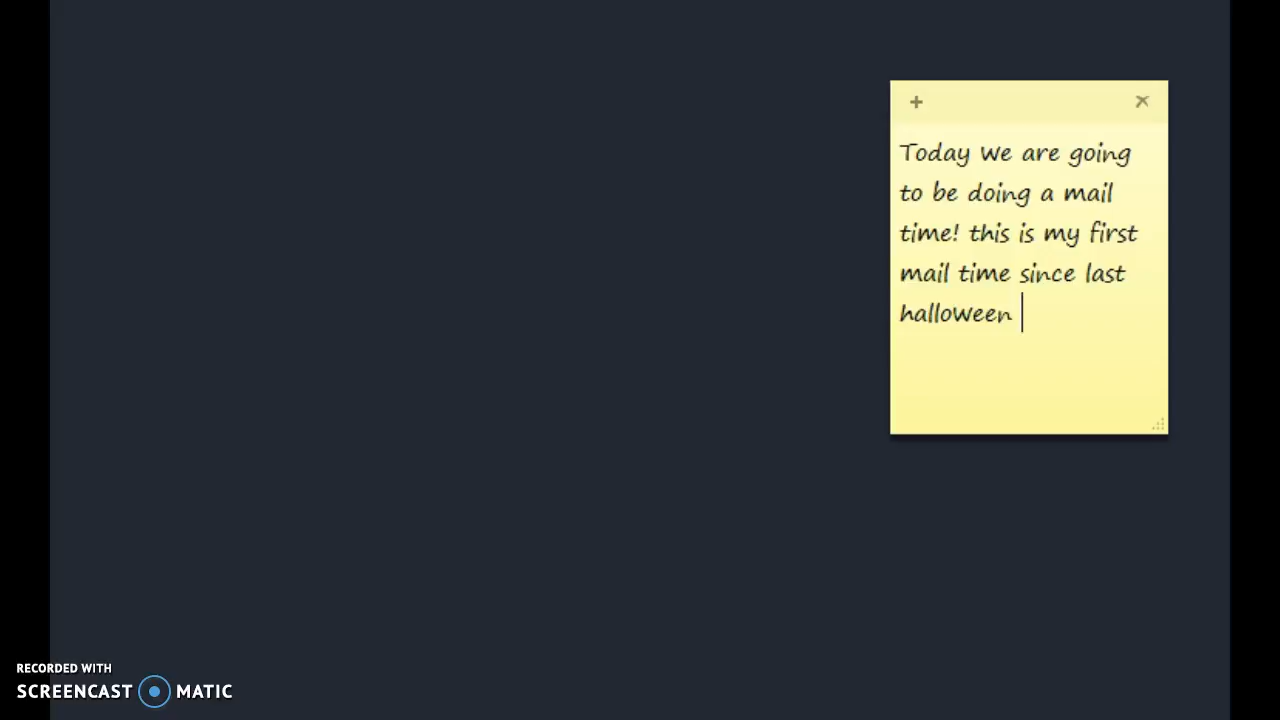 Today we are going
to be doing a mail
time! this is my first
mail time since last
halloween
RECORDED WITH
SCREENCAST MATIC